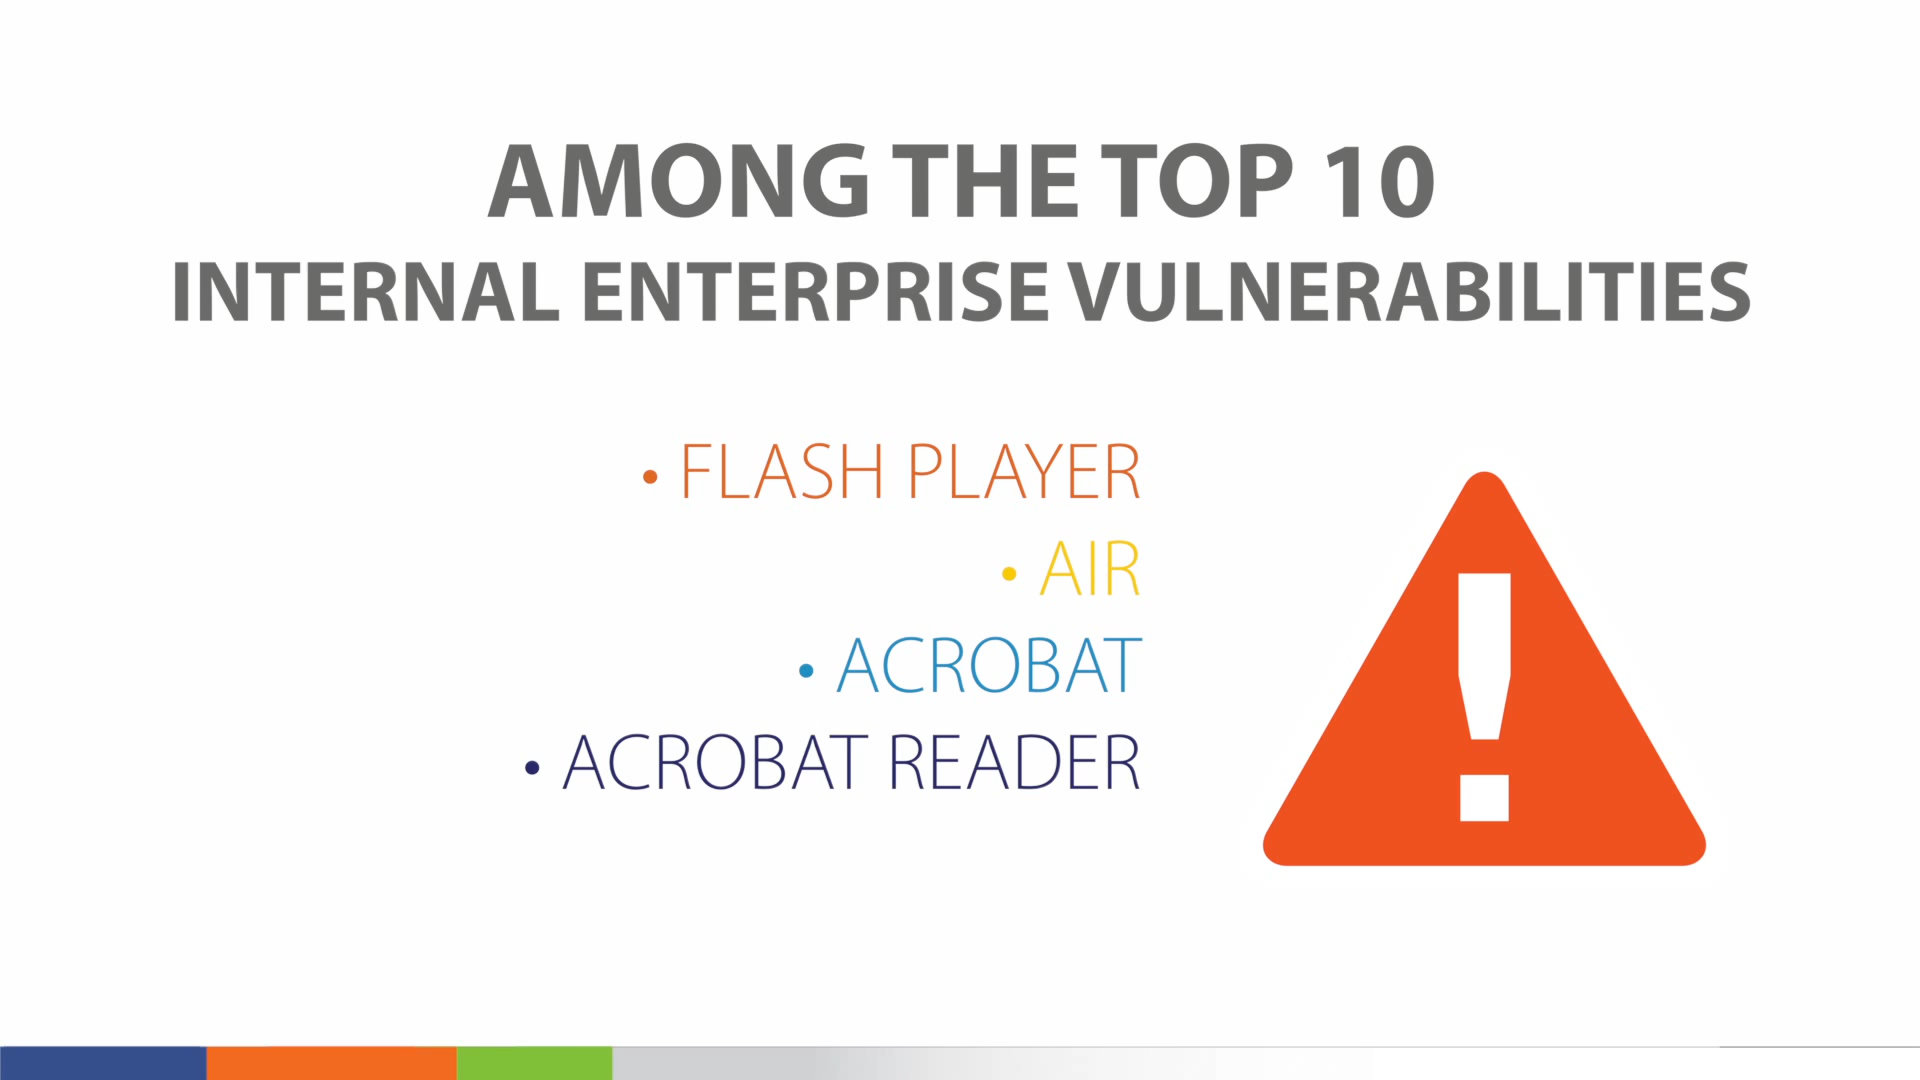 AMONG THE TOP 10
INTERNAL ENTERPRISE VULNERABILITIES
• FLASH PLAYER
• AIR
• ACROBAT
• ACROBAT READER
!